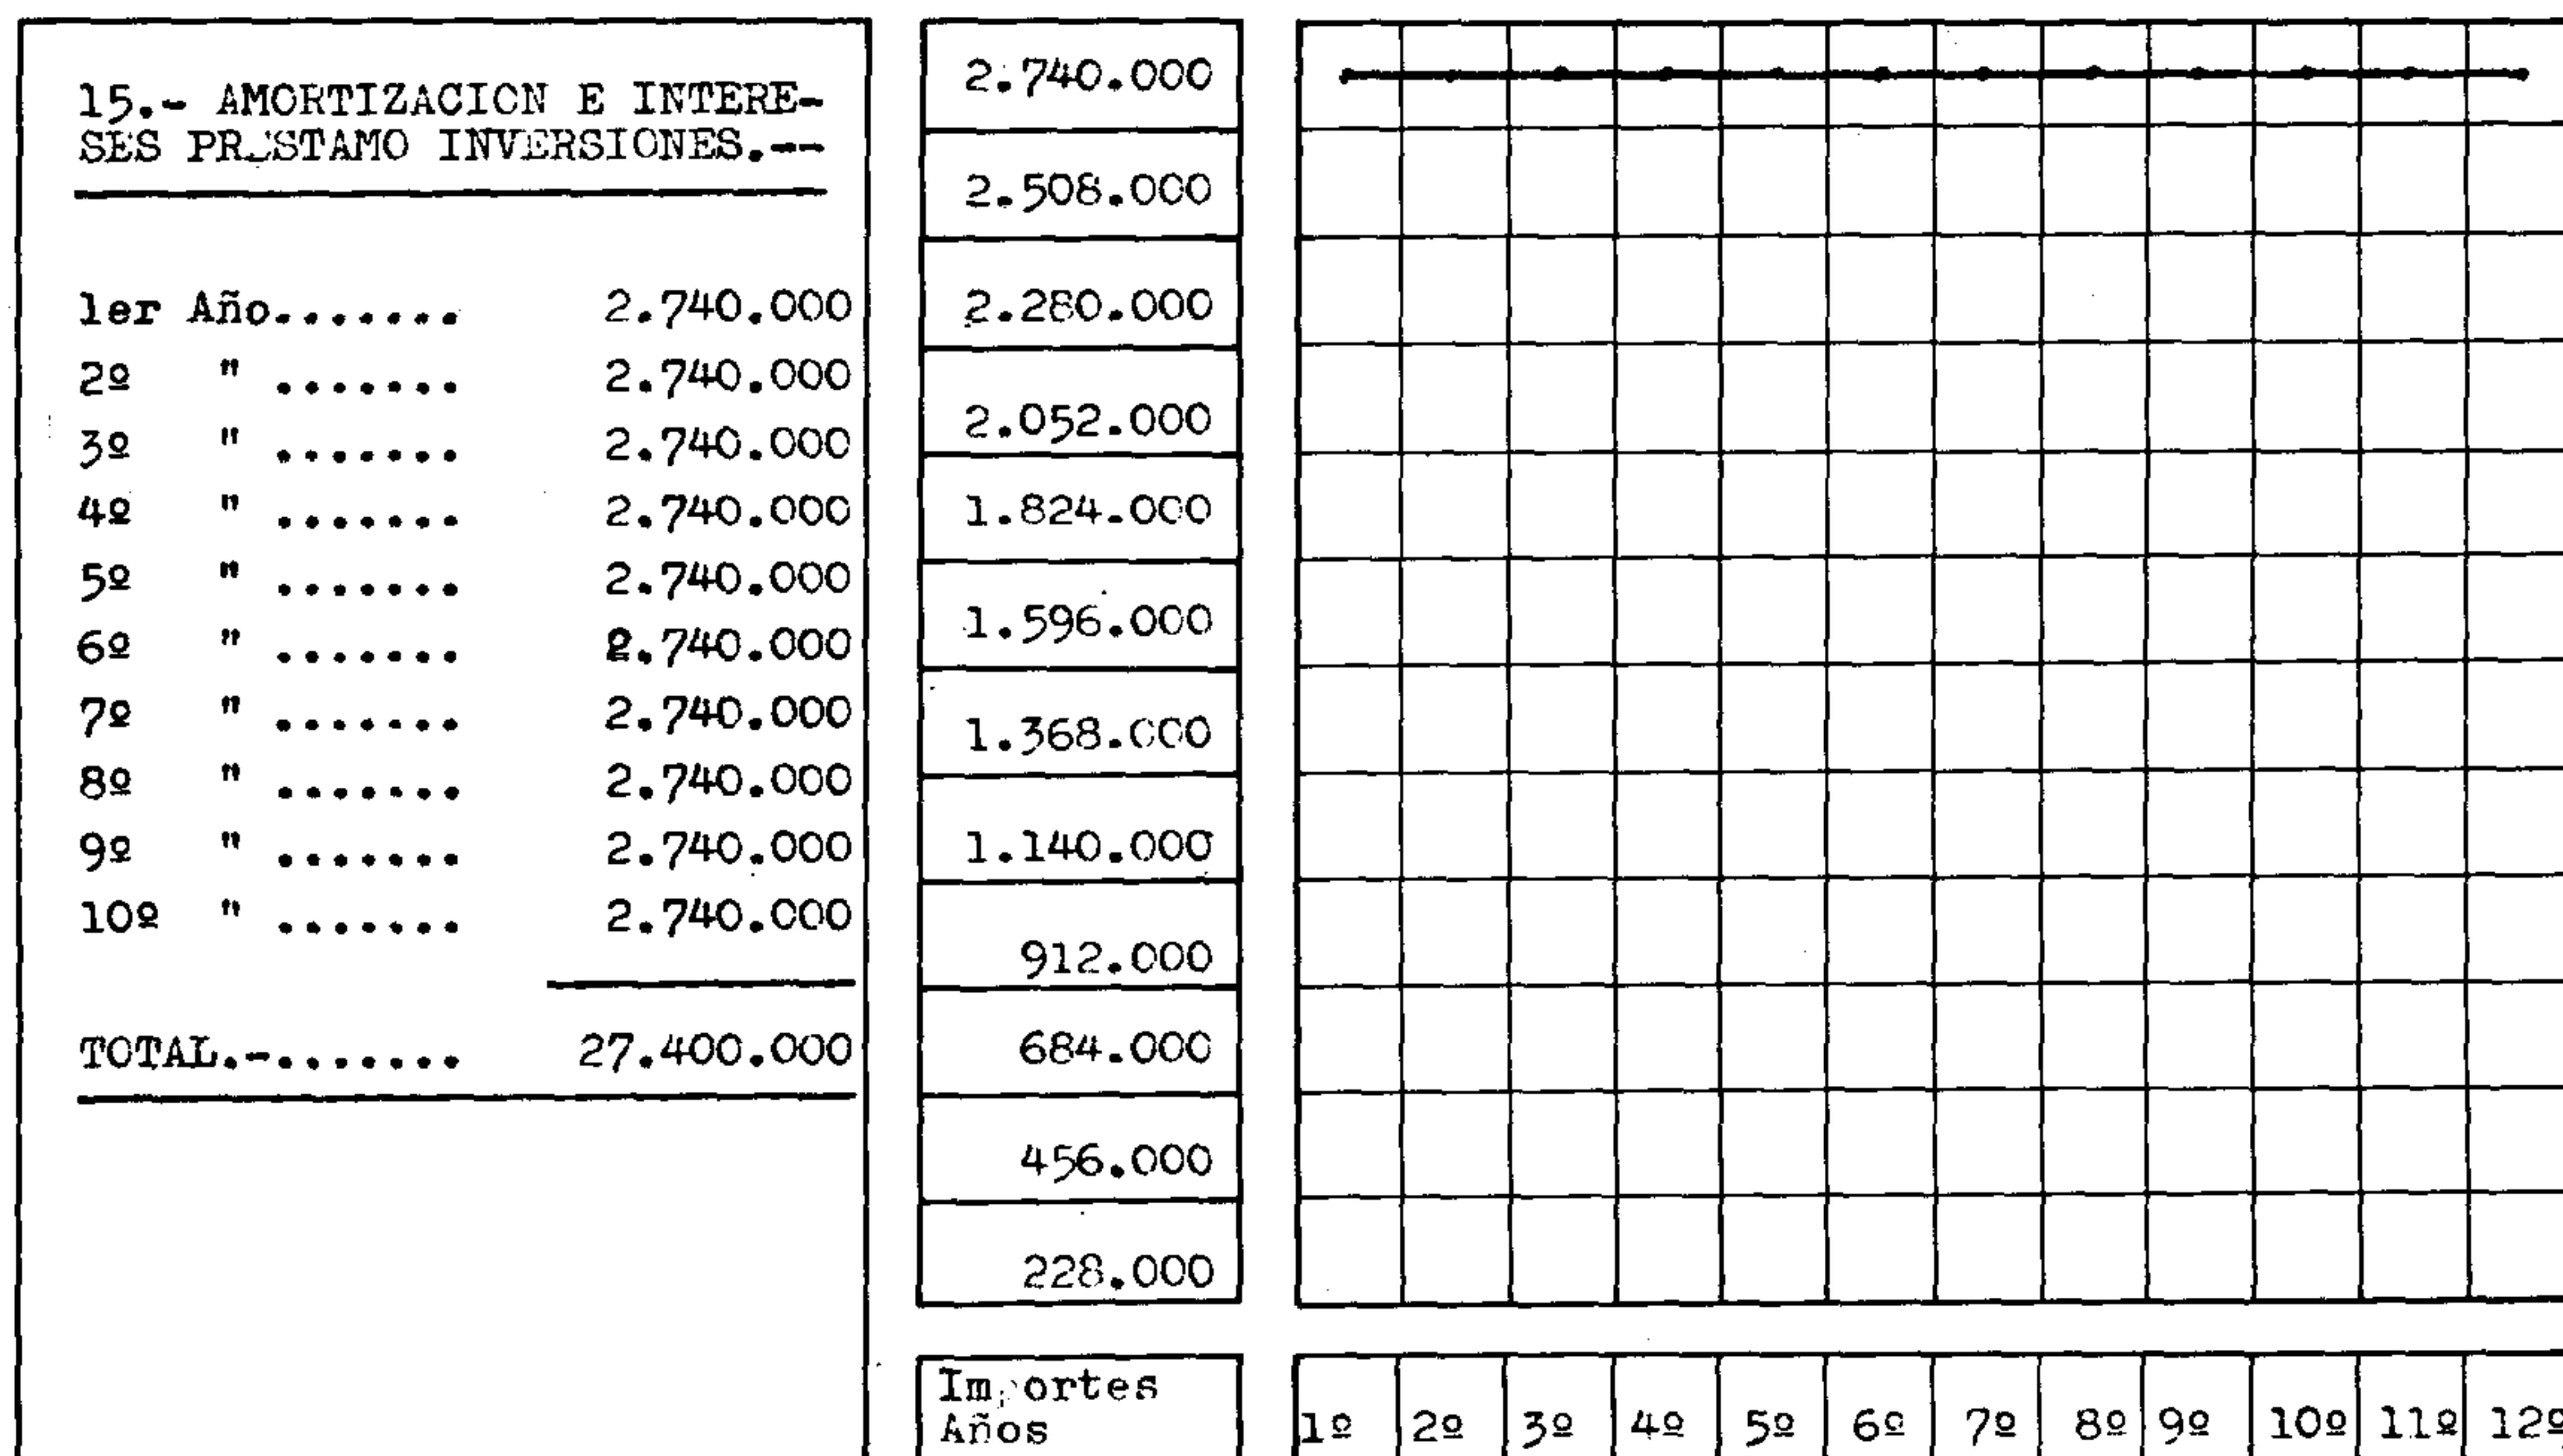 15.- AMORTIZACION E INTERE-
SES PRESTAMO INVERSIONES.--
1er Año....... 2.740.000
2º " ....... 2.740.000
3º " ....... 2.740.000
4º " ....... 2.740.000
5º " ....... 2.740.000
6º " ....... 2.740.000
7º " ....... 2.740.000
8º " ....... 2.740.000
9º " ....... 2.740.000
10º " ....... 2.740.000
TOTAL.-....... 27.400.000
2.740.000
2.508.000
2.280.000
2.052.000
1.824.000
1.596.000
1.368.000
1.140.000
912.000
684.000
456.000
228.000
Importes
Años
1º 2º 3º 4º 5º 6º 7º 8º 9º 10º 11º 12º